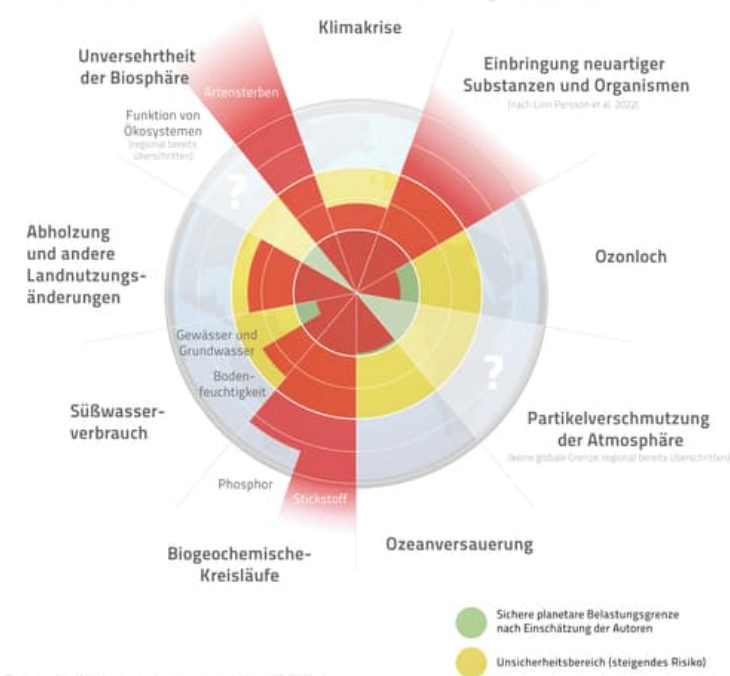 Klimakrise
Unversehrtheit
der Biosphäre
Artensterben
Einbringung neuartiger
Substanzen und Organismen
(nach Linn Persson et al. 2022)
Funktion von
Ökosystemen
(regional bereits
überschritten)
?
Abholzung
und andere
Landnutzungs-
änderungen
Ozonloch
Gewässer und
Grundwasser
Boden-
feuchtigkeit
?
Süßwasser-
verbrauch
Partikelverschmutzung
der Atmosphäre
(keine globale Grenze, regional bereits überschritten)
Phosphor
Stickstoff
Biogeochemische-
Kreisläufe
Ozeanversauerung
Sichere planetare Belastungsgrenze
nach Einschätzung der Autoren
Unsicherheitsbereich (steigendes Risiko)